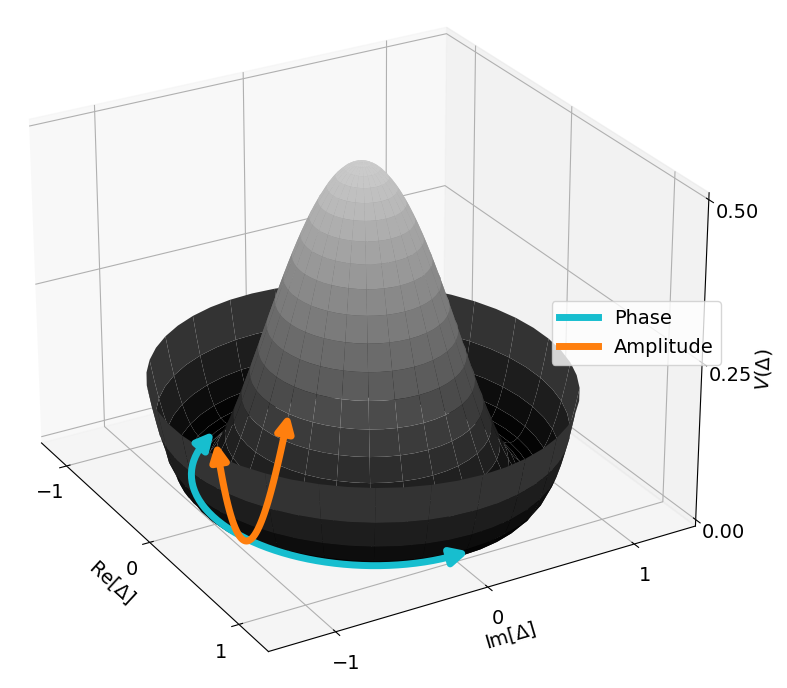 0.50
Phase
Amplitude
0.25
V(Δ)
0.00
−1
0
1
Re[Δ]
−1
0
1
Im[Δ]